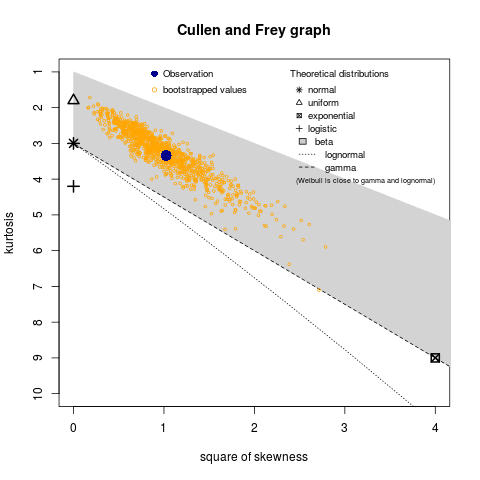 Cullen and Frey graph
Observation
bootstrapped values
Theoretical distributions
normal
uniform
exponential
logistic
beta
lognormal
gamma
(Weibull is close to gamma and lognormal)
kurtosis
1
2
3
4
5
6
7
8
9
10
0
1
2
3
4
square of skewness